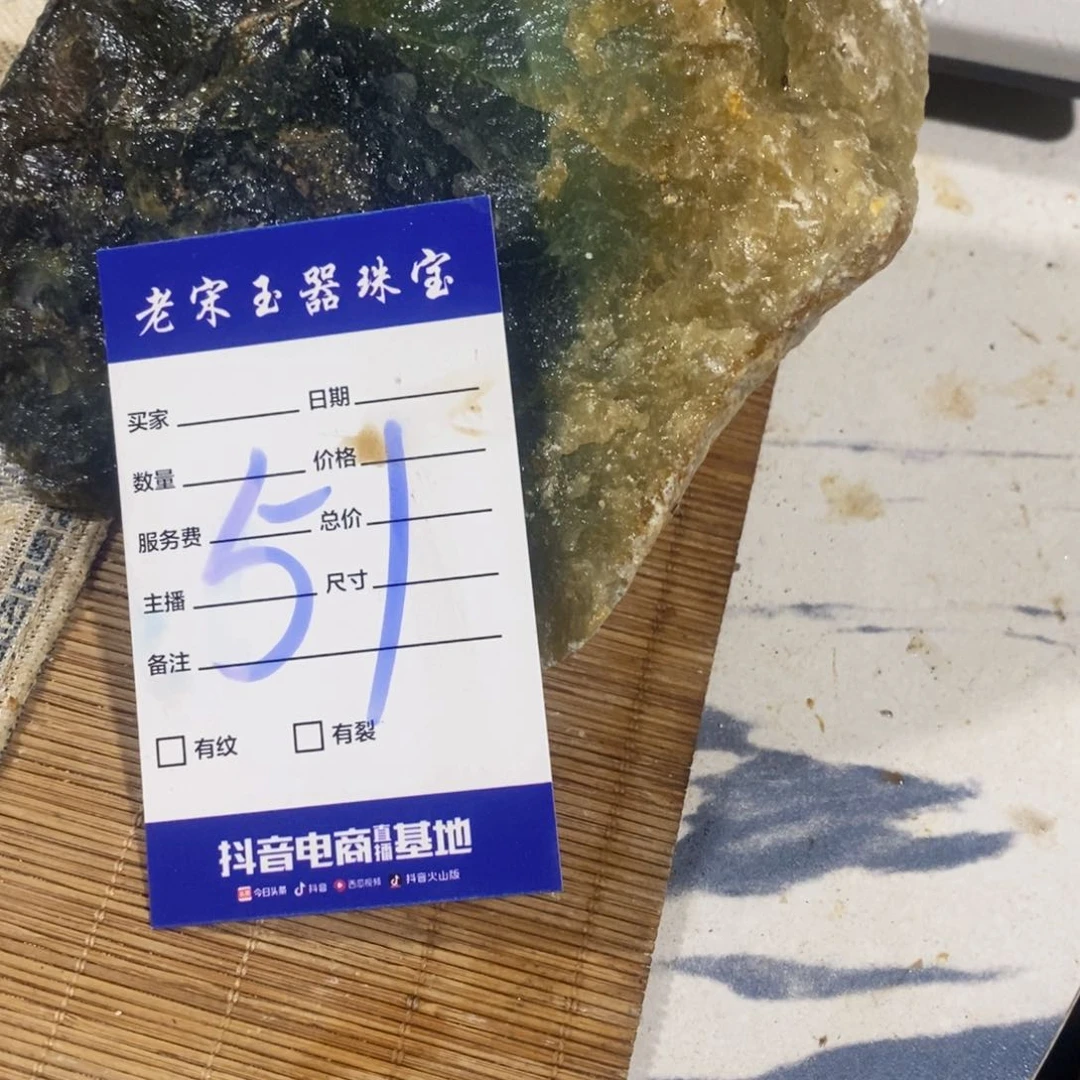 老宋玉器珠宝
买家 日期
数量 价格
服务费 总价
主播 尺寸
备注
51
有纹 有裂
抖音电商直播基地
今日头条 抖音 西瓜视频 抖音火山版